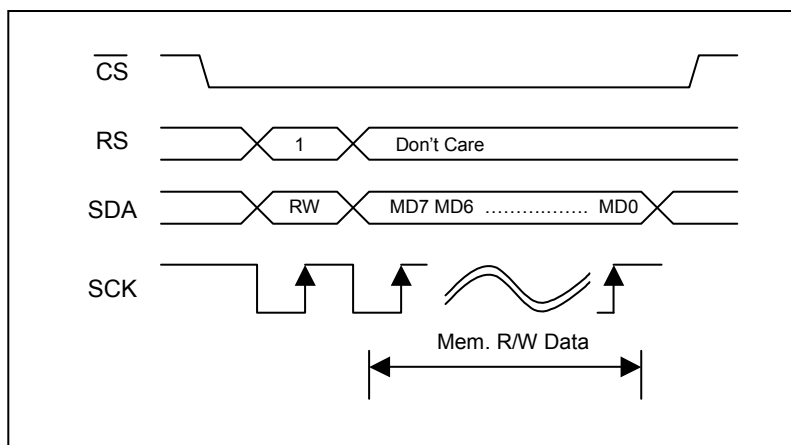 CS
RS 1 Don't Care
SDA RW MD7 MD6 ……………… MD0
SCK
Mem. R/W Data